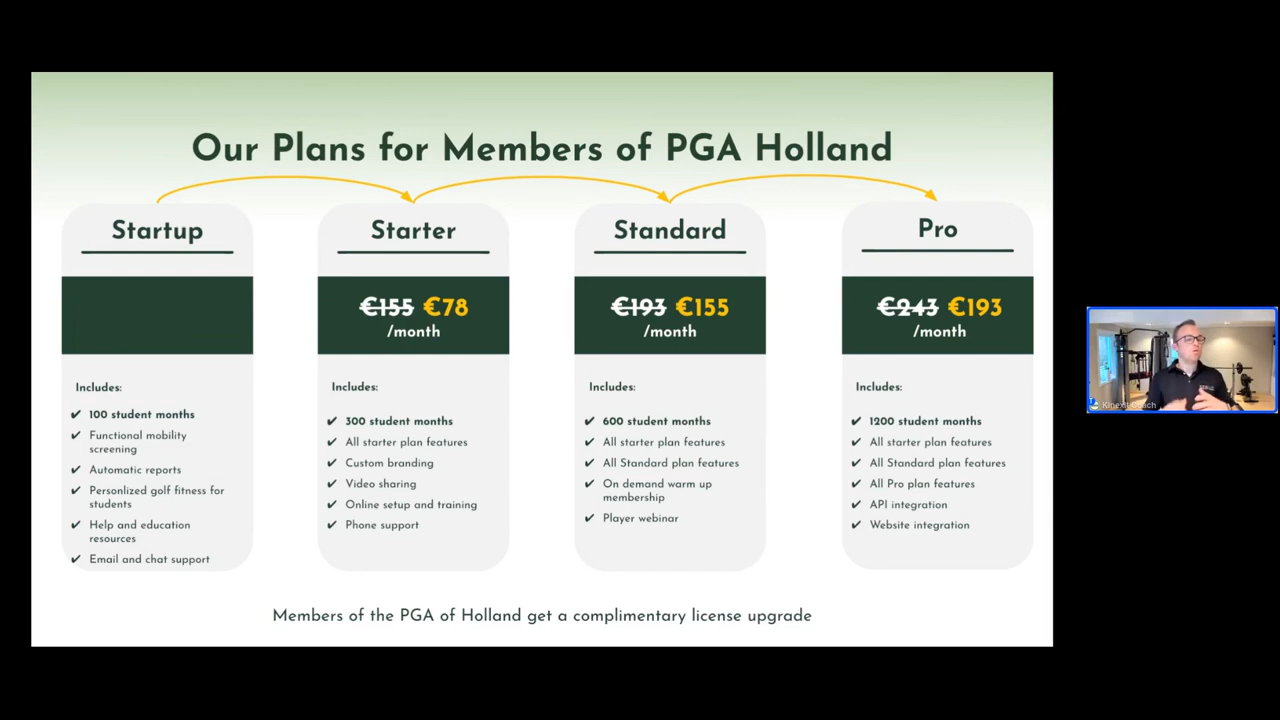 Our Plans for Members of PGA Holland
Startup
Includes:
✔ 100 student months
✔ Functional mobility
screening
✔ Automatic reports
✔ Personlized golf fitness for
students
✔ Help and education
resources
✔ Email and chat support
Starter
€155 €78
/month
Includes:
✔ 300 student months
✔ All starter plan features
✔ Custom branding
✔ Video sharing
✔ Online setup and training
✔ Phone support
Standard
€193 €155
/month
Includes:
✔ 600 student months
✔ All starter plan features
✔ All Standard plan features
✔ On demand warm up
membership
✔ Player webinar
Pro
€243 €193
/month
Includes:
✔ 1200 student months
✔ All starter plan features
✔ All Standard plan features
✔ All Pro plan features
✔ API integration
✔ Website integration
Members of the PGA of Holland get a complimentary license upgrade
Coach